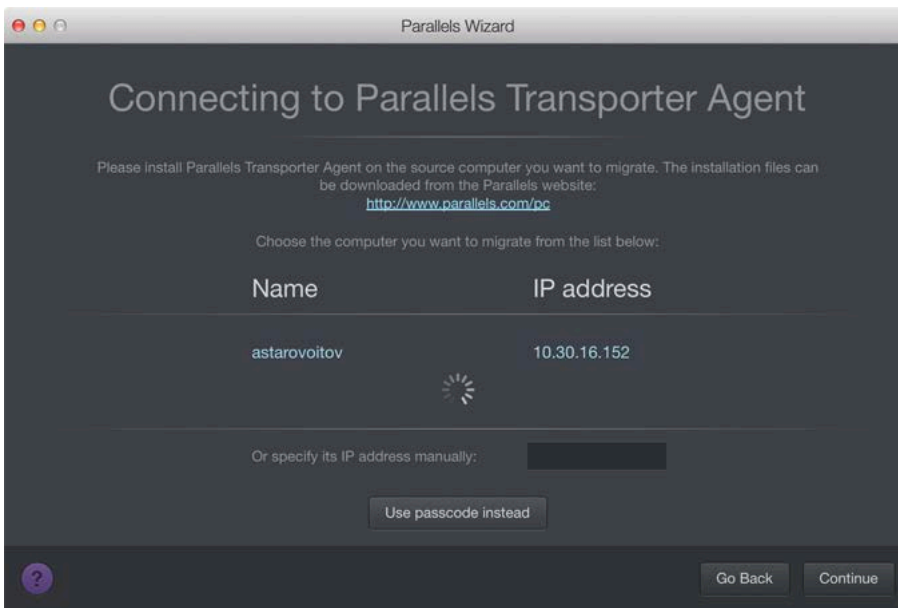 Parallels Wizard
Connecting to Parallels Transporter Agent
Please install Parallels Transporter Agent on the source computer you want to migrate. The installation files can
be downloaded from the Parallels website:
http://www.parallels.com/pc
Choose the computer you want to migrate from the list below:
Name IP address
astarovoitov 10.30.16.152
Or specify its IP address manually:
Use passcode instead
? Go Back Continue